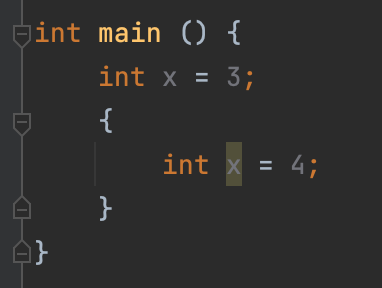 int main () {
    int x = 3;
    {
        int x = 4;
    }
}